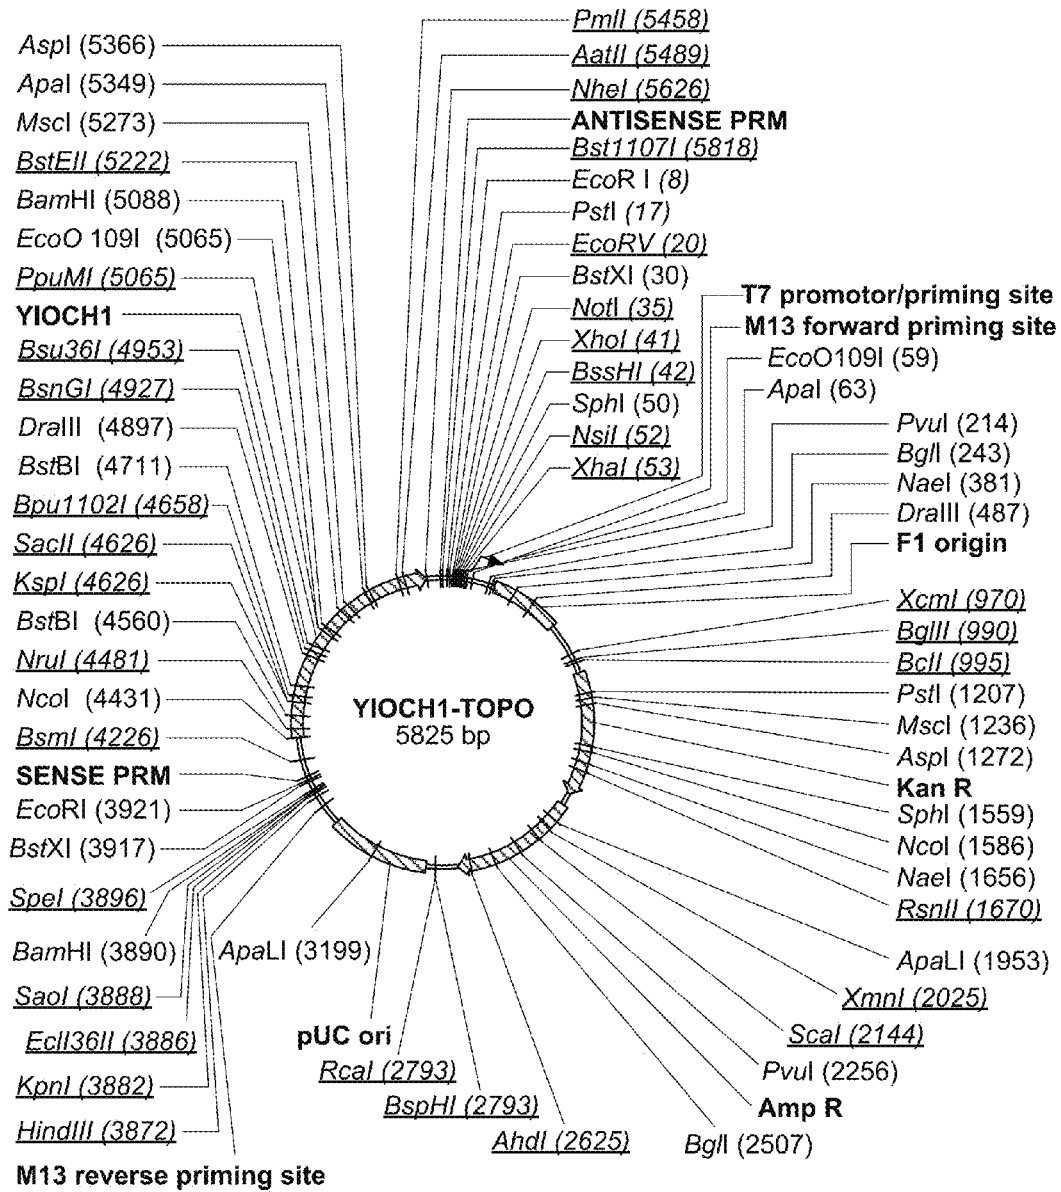 AspI (5366)
ApaI (5349)
MscI (5273)
BstEII (5222)
BamHI (5088)
EcoO 109I (5065)
PpuMI (5065)
YIOCH1
Bsu36I (4953)
BsnGI (4927)
DraIII (4897)
BstBI (4711)
Bpu1102I (4658)
SacII (4626)
KspI (4626)
BstBI (4560)
NruI (4481)
NcoI (4431)
BsmI (4226)
SENSE PRM
EcoRI (3921)
BstXI (3917)
SpeI (3896)
BamHI (3890)
SaoI (3888)
EclI36II (3886)
KpnI (3882)
HindIII (3872)
M13 reverse priming site
PmlI (5458)
AatII (5489)
NheI (5626)
ANTISENSE PRM
Bst1107I (5818)
EcoR I (8)
PstI (17)
EcoRV (20)
BstXI (30)
NotI (35)
XhoI (41)
BssHI (42)
SphI (50)
NsiI (52)
XhaI (53)
T7 promotor/priming site
M13 forward priming site
EcoO109I (59)
ApaI (63)
PvuI (214)
BglI (243)
NaeI (381)
DraIII (487)
F1 origin
XcmI (970)
BglII (990)
BclI (995)
PstI (1207)
MscI (1236)
AspI (1272)
Kan R
SphI (1559)
NcoI (1586)
NaeI (1656)
RsnII (1670)
ApaLI (1953)
XmnI (2025)
ScaI (2144)
PvuI (2256)
Amp R
BglI (2507)
AhdI (2625)
BspHI (2793)
RcaI (2793)
pUC ori
ApaLI (3199)
YIOCH1-TOPO
5825 bp